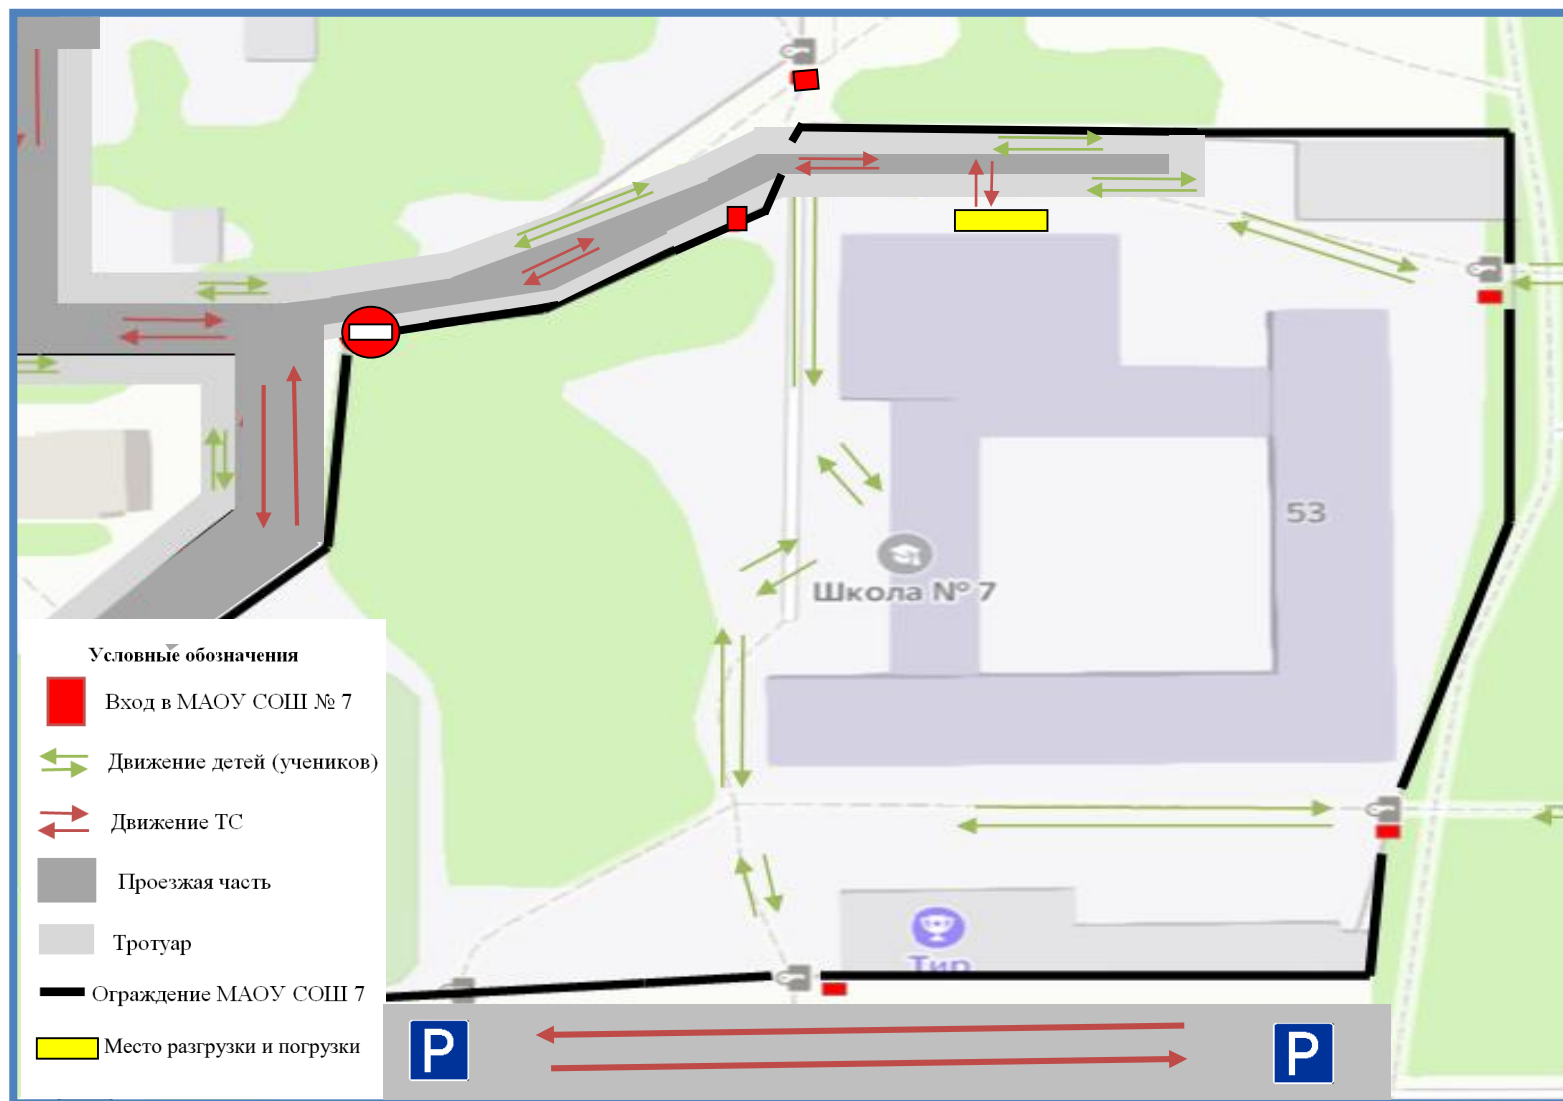 53
Школа № 7
Тир
P
P
Условные обозначения
Вход в МАОУ СОШ № 7
Движение детей (учеников)
Движение ТС
Проезжая часть
Тротуар
Ограждение МАОУ СОШ 7
Место разгрузки и погрузки